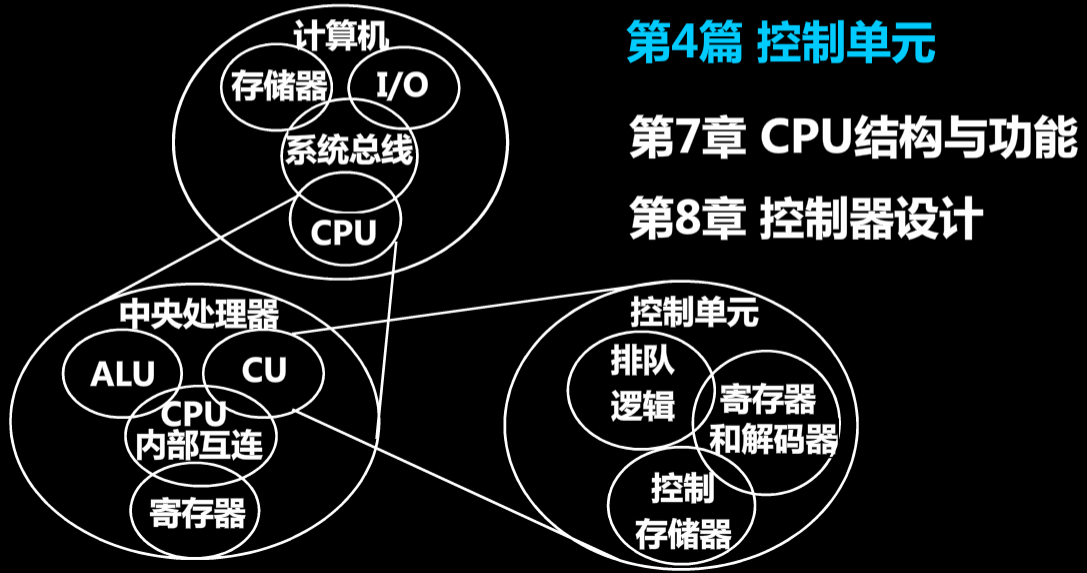 计算机
存储器
I/O
系统总线
CPU
第4篇 控制单元
第7章 CPU结构与功能
第8章 控制器设计
中央处理器
ALU
CU
CPU
内部互连
寄存器
控制单元
排队
逻辑
寄存器
和解码器
控制
存储器